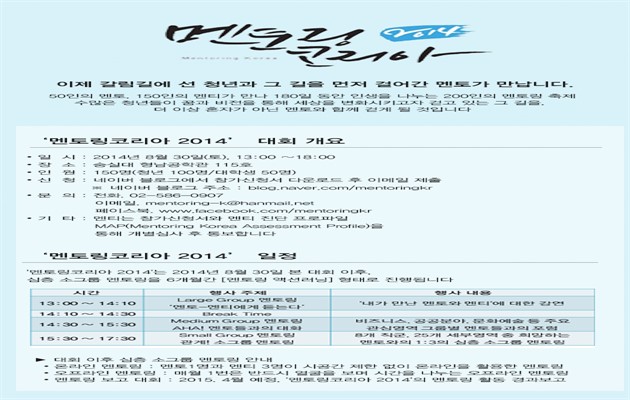 멘토링 코리아 2014
Mentoring Korea
이제 갈림길에 선 청년과 그 길을 먼저 걸어간 멘토가 만납니다.
50인의 멘토, 150인의 멘티가 만나 180일 동안 인생을 나누는 200인의 멘토링 축제
수많은 청년들이 꿈과 비전을 통해 세상을 변화시키고자 걷고 있는 그 길을,
더 이상 혼자가 아닌 멘토와 함께 걷게 될 것입니다
‘멘토링코리아 2014’ 대회 개요
• 일 시 : 2014년 8월 30일(토), 13:00 ~18:00
• 장 소 : 숭실대 형남공학관 115호
• 인 원 : 150명(청년 100명/대학생 50명)
• 신 청 : 네이버 블로그에서 참가신청서 다운로드 후 이메일 제출
※ 네이버 블로그 주소 : blog.naver.com/mentoringkr
• 문 의 : 전화, 02-586-0907
이메일, mentoring-k@hanmail.net
페이스북, www.facebook.com/mentoringkr
• 기 타 : 멘티는 참가신청서와 멘티 진단 프로파일
MAP(Mentoring Korea Assessment Profile)을
통해 개별심사 후 통보합니다
‘멘토링코리아 2014’ 일정
'멘토링코리아 2014'는 2014년 8월 30일 본 대회 이후,
심층 소그룹 멘토링을 6개월간 [멘토링 액션러닝] 형태로 진행됩니다
시간 행사 주제 행사 내용
13:00 ~ 14:10 Large Group 멘토링 '멘토-멘티에게 듣는다' '내가 만난 멘토와 멘티'에 대한 강연
14:10 ~ 14:30 Break Time
14:30 ~ 15:30 Medium Group 멘토링 AHA! 멘토들과의 대화 비즈니스, 공공분야, 문화예술 등 주요 관심영역 그룹별 멘토들과의 포럼
15:30 ~ 17:30 Small Group 멘토링 관계! 소그룹 멘토링 8개 직군, 25개 세부영역 중 희망하는 멘토와의 1:3의 심층 소그룹 멘토링
► 대회 이후 심층 소그룹 멘토링 안내
• 온라인 멘토링 : 멘토1명과 멘티 3명이 시공간 제한 없이 온라인을 활용한 멘토링
• 오프라인 멘토링 : 매월 1번은 반드시 얼굴을 보며 시간을 나누는 오프라인 멘토링
• 멘토링 보고 대회 : 2015, 4월 예정, '멘토링코리아 2014'의 멘토링 활동 경과보고